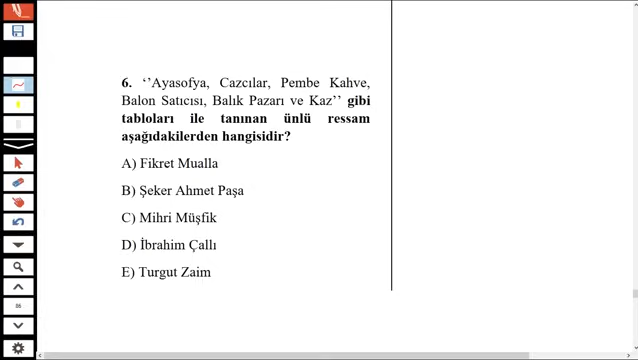 6. ‘’Ayasofya, Cazcılar, Pembe Kahve,
Balon Satıcısı, Balık Pazarı ve Kaz’’ gibi
tabloları ile tanınan ünlü ressam
aşağıdakilerden hangisidir?
A) Fikret Mualla
B) Şeker Ahmet Paşa
C) Mihri Müşfik
D) İbrahim Çallı
E) Turgut Zaim